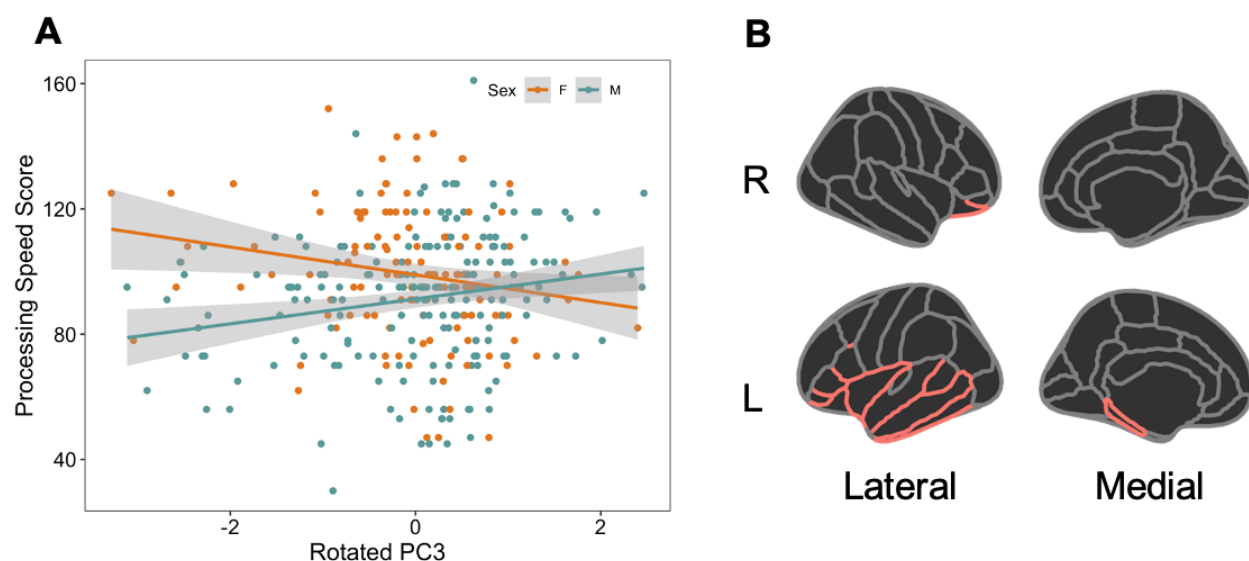 A
B
160
120
80
40
Processing Speed Score
Sex F M
-2 0 2
Rotated PC3
R
L
Lateral Medial